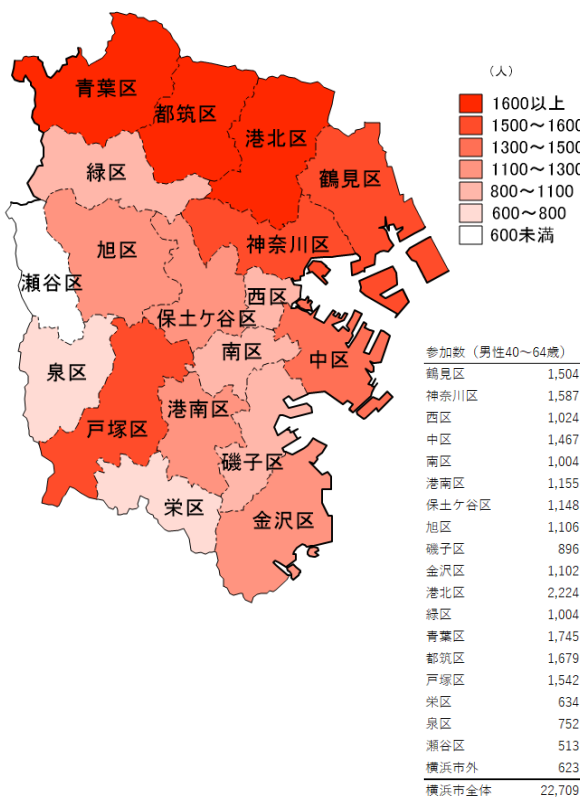 （人）
1600以上
1500～1600
1300～1500
1100～1300
800～1100
600～800
600未満
青葉区
都筑区
港北区
緑区
鶴見区
旭区
神奈川区
瀬谷区
西区
保土ケ谷区
南区
中区
泉区
戸塚区
港南区
磯子区
栄区
金沢区
参加数（男性40～64歳）
鶴見区 1,504
神奈川区 1,587
西区 1,024
中区 1,467
南区 1,004
港南区 1,155
保土ケ谷区 1,148
旭区 1,106
磯子区 896
金沢区 1,102
港北区 2,224
緑区 1,004
青葉区 1,745
都筑区 1,679
戸塚区 1,542
栄区 634
泉区 752
瀬谷区 513
横浜市外 623
横浜市全体 22,709